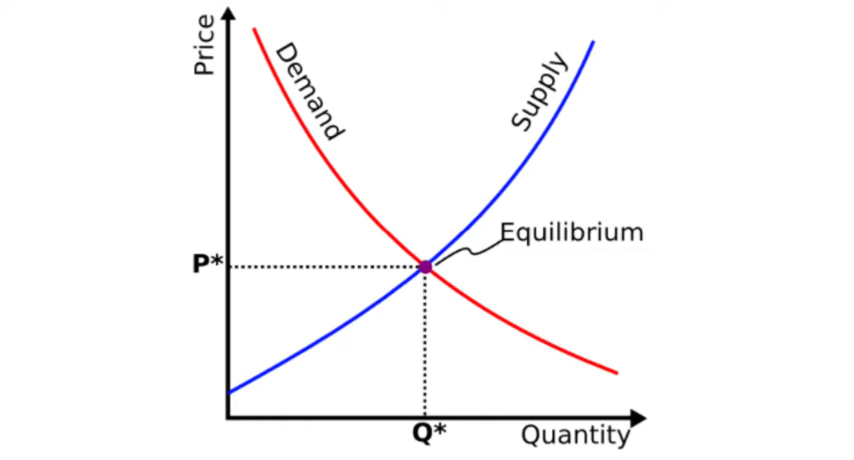 Price
Demand
Supply
Equilibrium
P*
Q*
Quantity